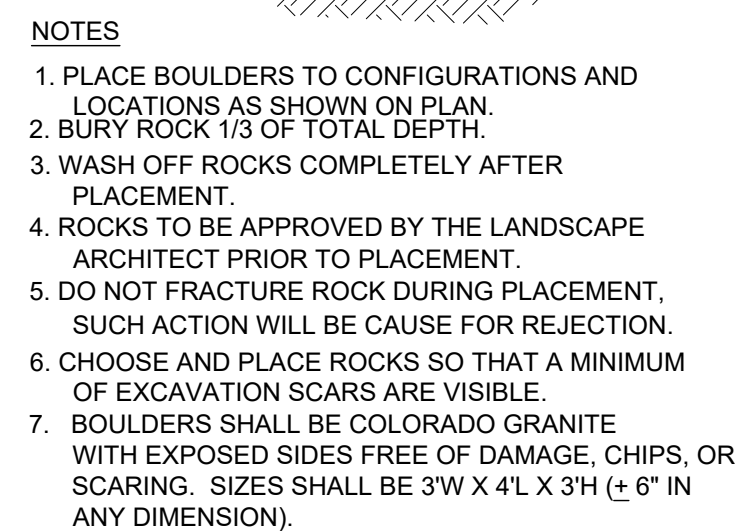 NOTES
1. PLACE BOULDERS TO CONFIGURATIONS AND
LOCATIONS AS SHOWN ON PLAN.
2. BURY ROCK 1/3 OF TOTAL DEPTH.
3. WASH OFF ROCKS COMPLETELY AFTER
PLACEMENT.
4. ROCKS TO BE APPROVED BY THE LANDSCAPE
ARCHITECT PRIOR TO PLACEMENT.
5. DO NOT FRACTURE ROCK DURING PLACEMENT,
SUCH ACTION WILL BE CAUSE FOR REJECTION.
6. CHOOSE AND PLACE ROCKS SO THAT A MINIMUM
OF EXCAVATION SCARS ARE VISIBLE.
7. BOULDERS SHALL BE COLORADO GRANITE
WITH EXPOSED SIDES FREE OF DAMAGE, CHIPS, OR
SCARING. SIZES SHALL BE 3'W X 4'L X 3'H (± 6" IN
ANY DIMENSION).